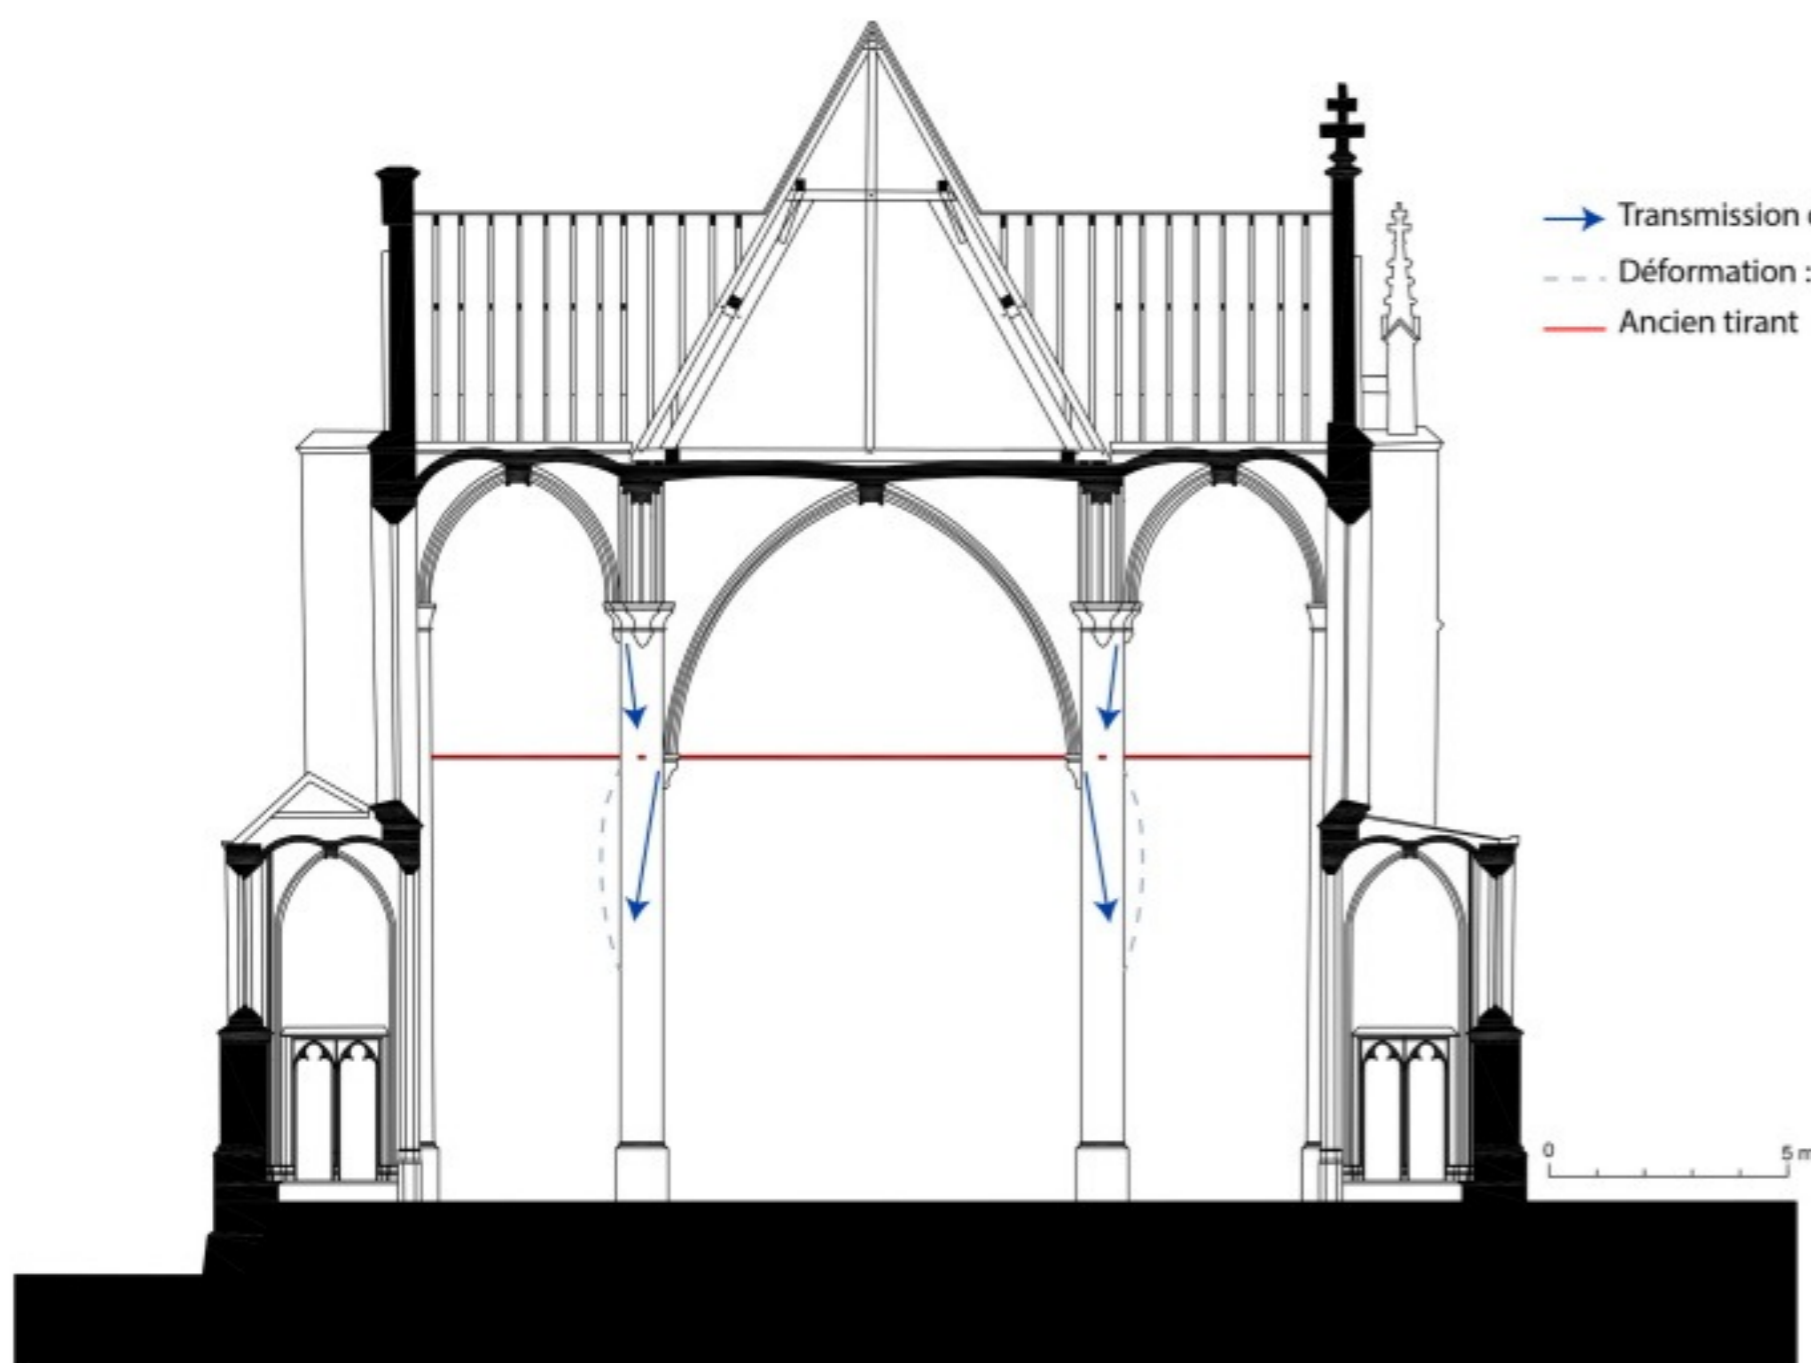 Transmission
Déformation :
Ancien tirant
0 5 m